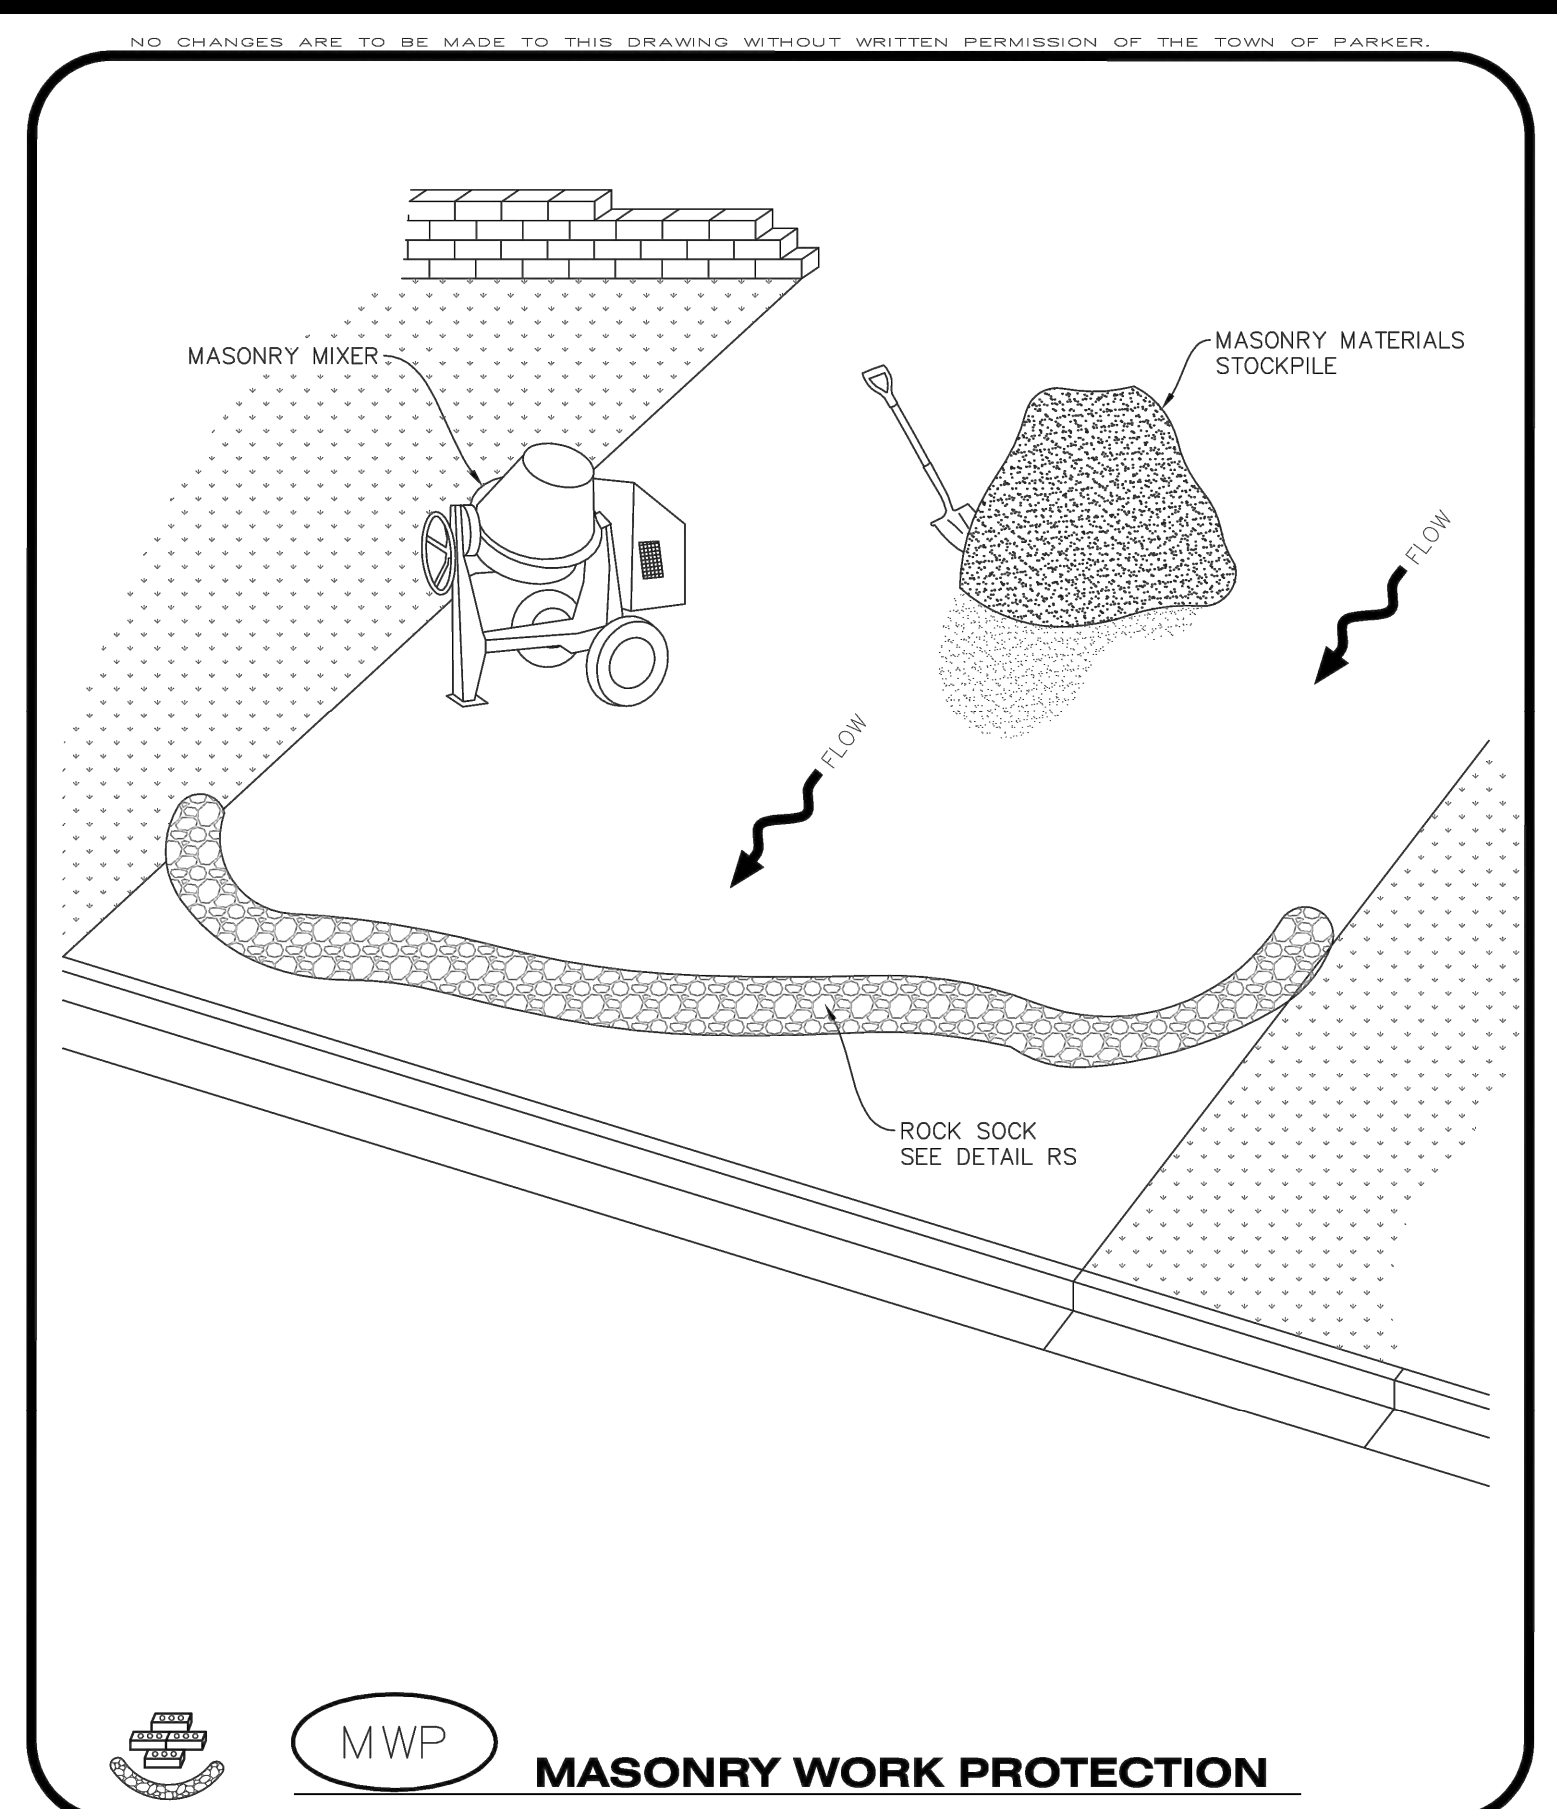 NO CHANGES ARE TO BE MADE TO THIS DRAWING WITHOUT WRITTEN PERMISSION OF THE TOWN OF PARKER.
MASONRY MIXER
MASONRY MATERIALS
STOCKPILE
FLOW
FLOW
ROCK SOCK
SEE DETAIL RS
MWP
MASONRY WORK PROTECTION